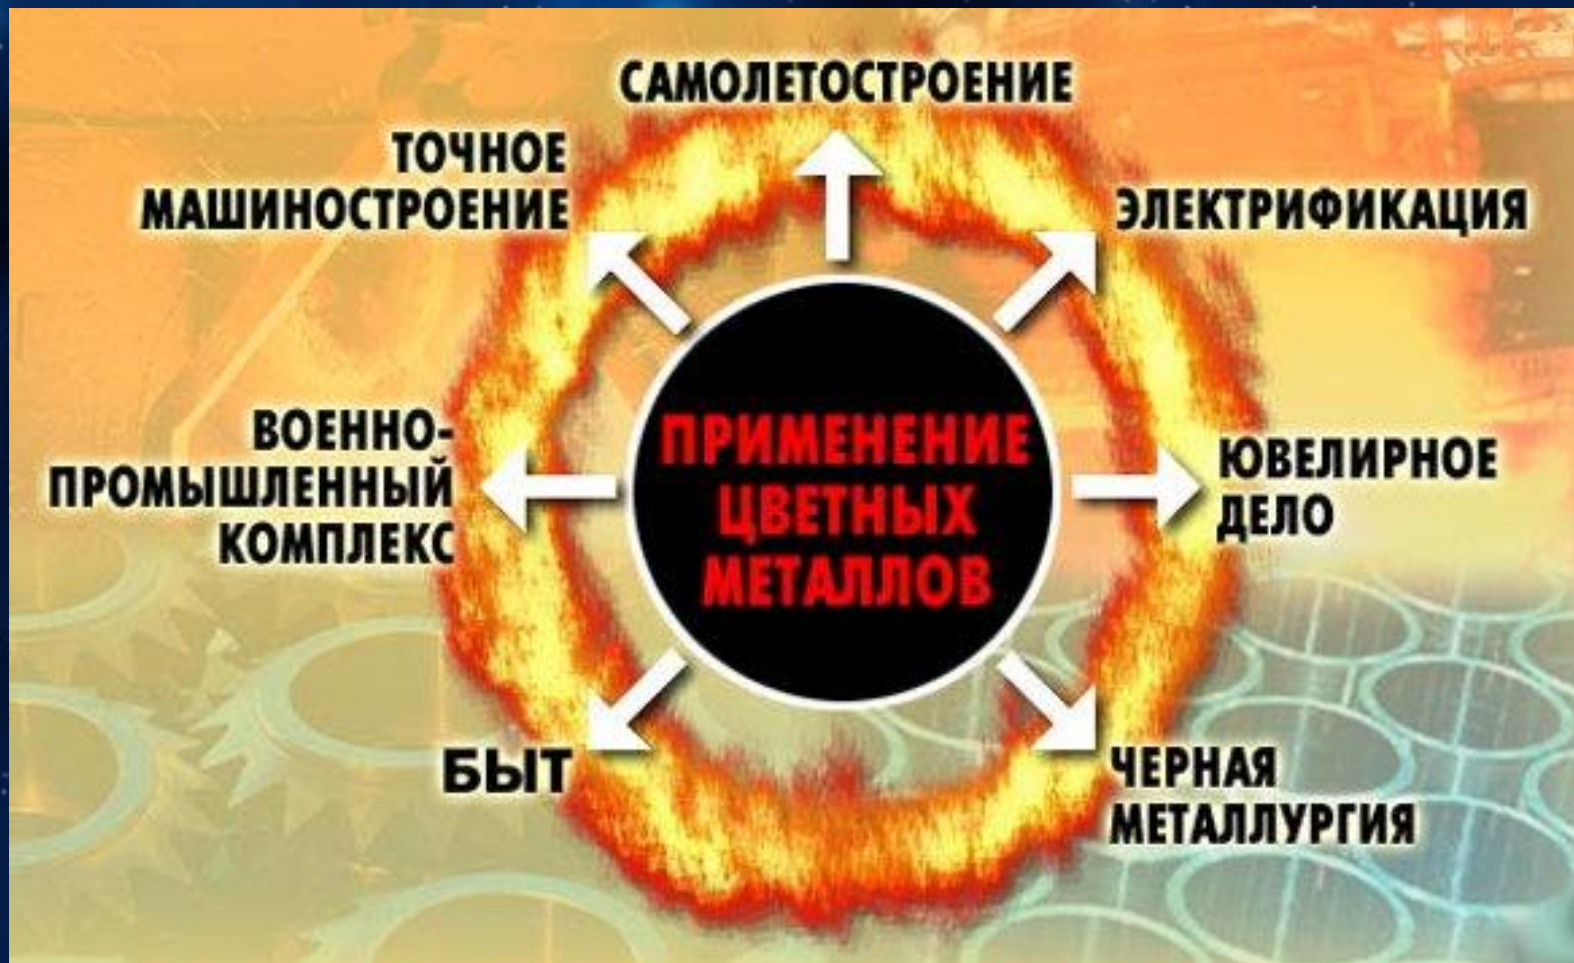 САМОЛЕТОСТРОЕНИЕ
ТОЧНОЕ
МАШИНОСТРОЕНИЕ
ЭЛЕКТРИФИКАЦИЯ
ВОЕННО-
ПРОМЫШЛЕННЫЙ
КОМПЛЕКС
ПРИМЕНЕНИЕ
ЦВЕТНЫХ
МЕТАЛЛОВ
ЮВЕЛИРНОЕ
ДЕЛО
БЫТ
ЧЕРНАЯ
МЕТАЛЛУРГИЯ